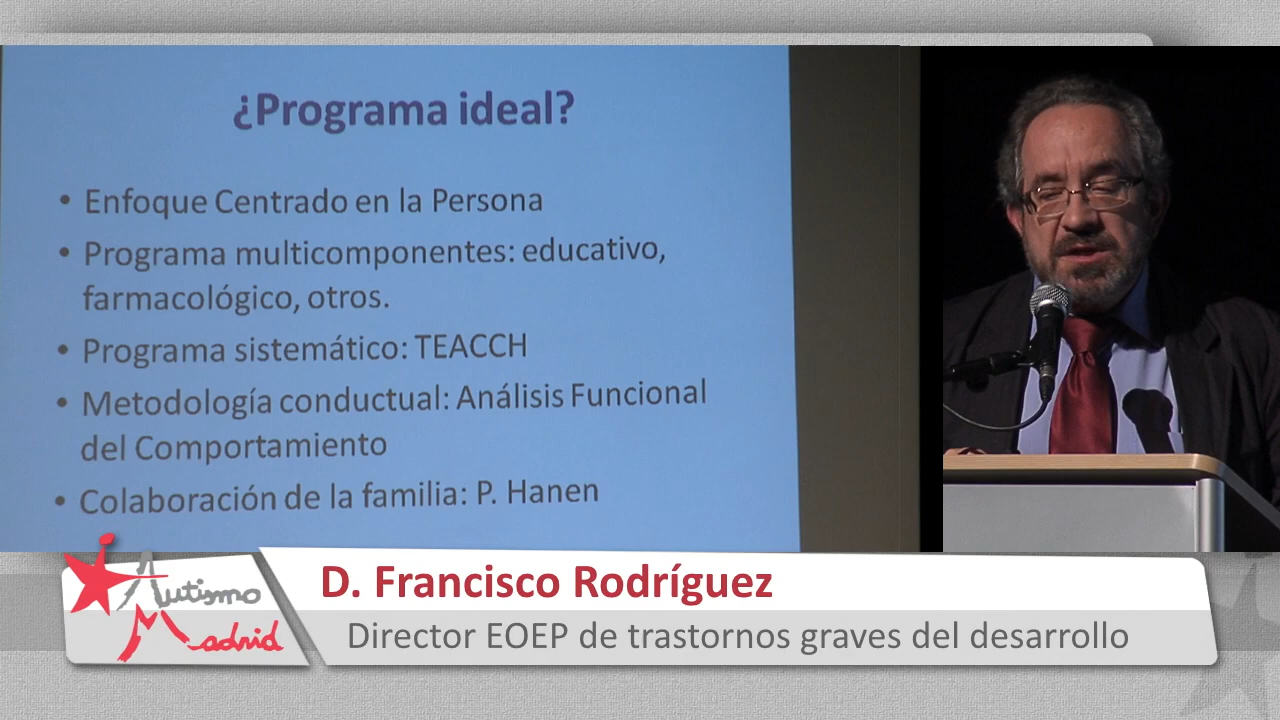 ¿Programa ideal?
• Enfoque Centrado en la Persona
• Programa multicomponentes: educativo,
farmacológico, otros.
• Programa sistemático: TEACCH
• Metodología conductual: Análisis Funcional
del Comportamiento
• Colaboración de la familia: P. Hanen
Autismo
Madrid
D. Francisco Rodríguez
Director EOEP de trastornos graves del desarrollo